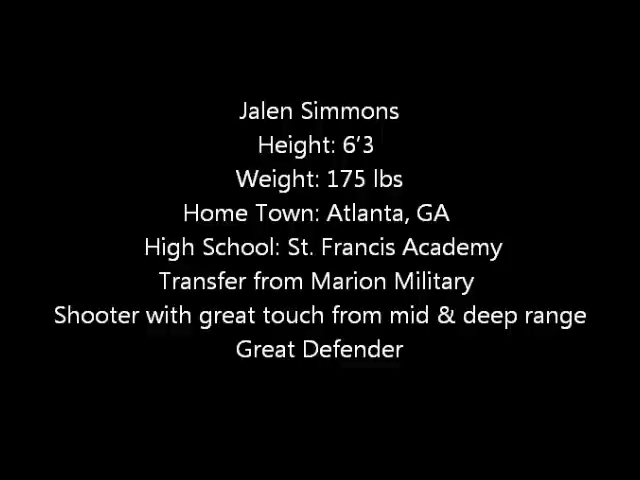 Jalen Simmons
Height: 6’3
Weight: 175 lbs
Home Town: Atlanta, GA
High School: St. Francis Academy
Transfer from Marion Military
Shooter with great touch from mid & deep range
Great Defender